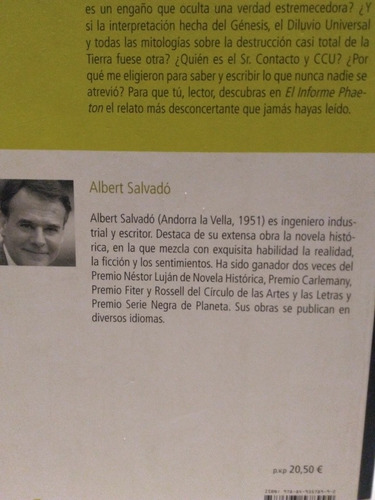 es un engaño que oculta una verdad estremecedora? ¿Y
si la interpretación hecha del Génesis, el Diluvio Universal
y todas las mitologías sobre la destrucción casi total de la
Tierra fuese otra? ¿Quién es el Sr. Contacto y CCU? ¿Por
qué me eligieron para saber y escribir lo que nunca nadie se
atrevió? Para que tú, lector, descubras en El Informe Phae-
ton el relato más desconcertante que jamás hayas leído.
Albert Salvadó
Albert Salvadó (Andorra la Vella, 1951) es ingeniero indus-
trial y escritor. Destaca de su extensa obra la novela histó-
rica, en la que mezcla con exquisita habilidad la realidad,
la ficción y los sentimientos. Ha sido ganador dos veces del
Premio Néstor Luján de Novela Histórica, Premio Carlemany,
Premio Fiter y Rossell del Círculo de las Artes y las Letras y
Premio Serie Negra de Planeta. Sus obras se publican en
diversos idiomas.
p.v.p 20,50 €